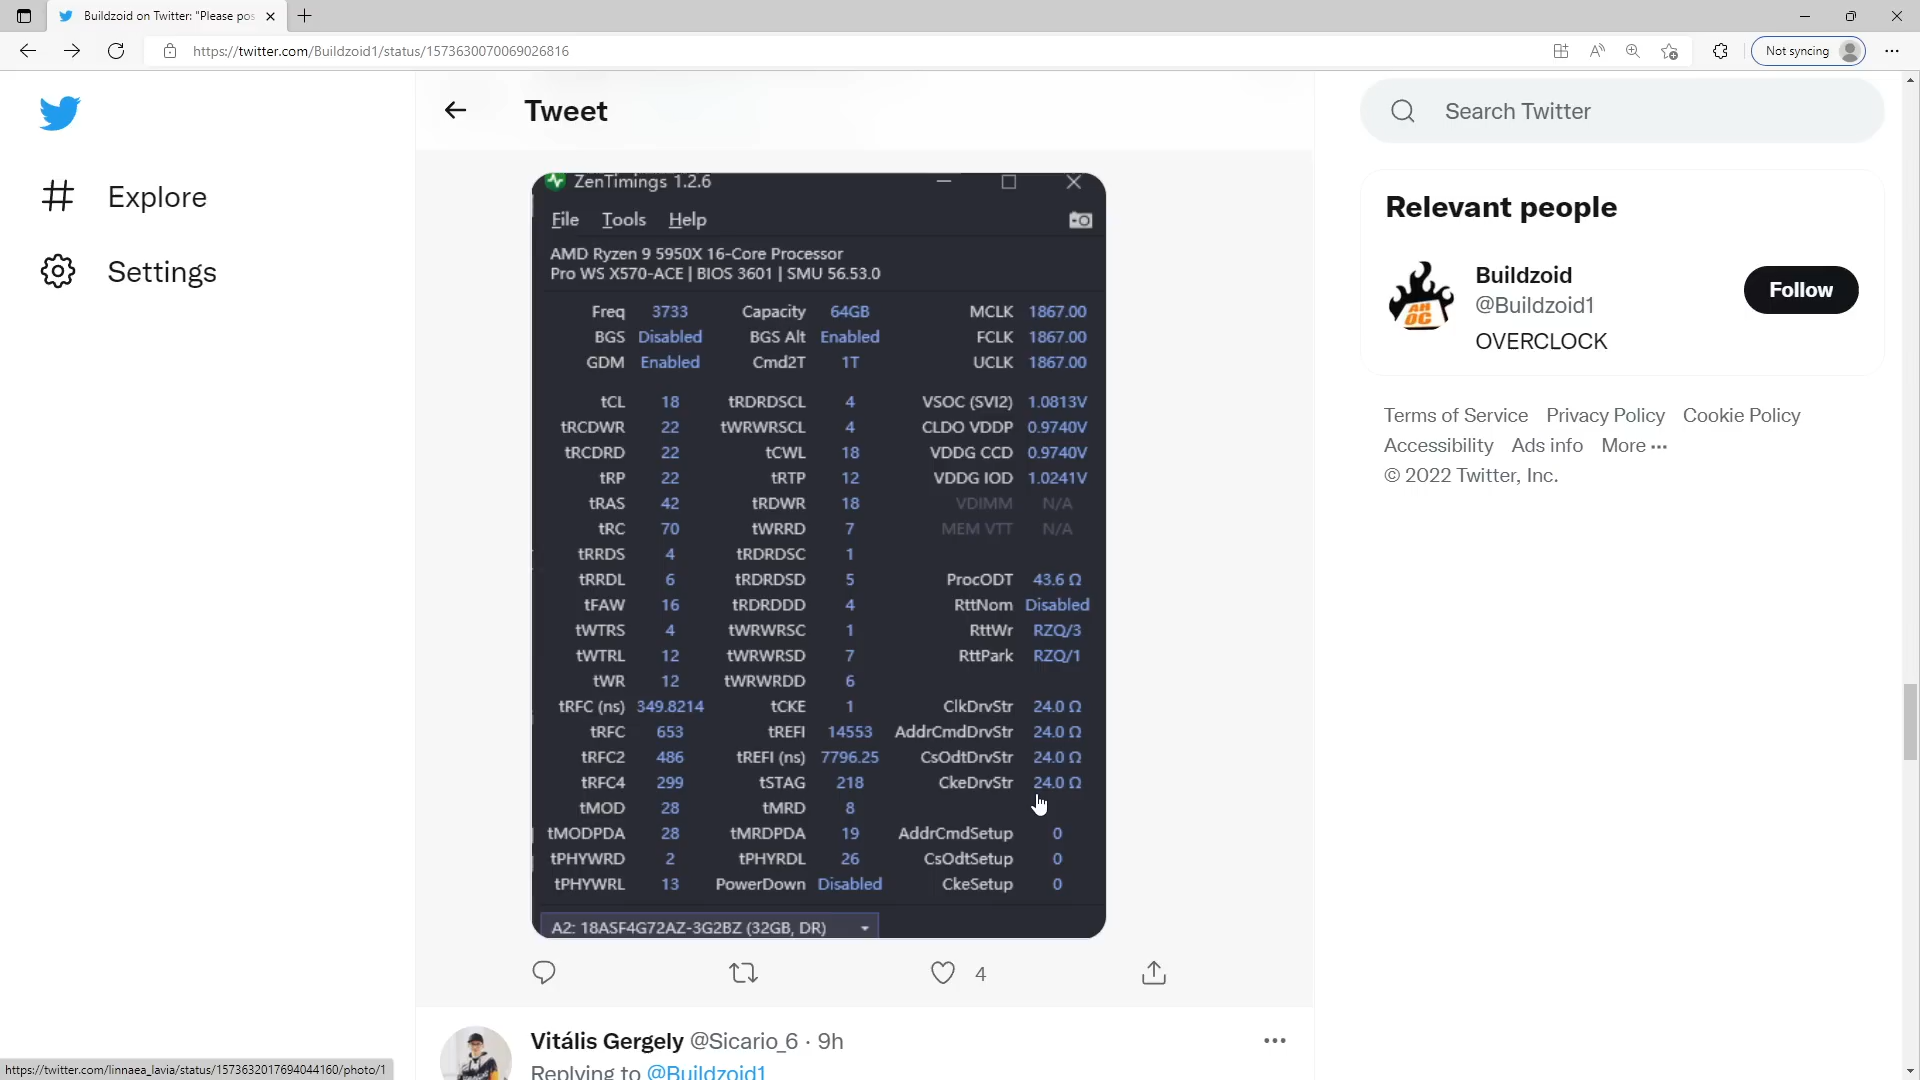 Buildzoid on Twitter: "Please pos
https://twitter.com/Buildzoid1/status/1573630070069026816
Not syncing
Tweet
Search Twitter
Explore
Settings
ZenTimings 1.2.6
File Tools Help
AMD Ryzen 9 5950X 16-Core Processor
Pro WS X570-ACE | BIOS 3601 | SMU 56.53.0
Freq 3733 Capacity 64GB MCLK 1867.00
BGS Disabled BGS Alt Enabled FCLK 1867.00
GDM Enabled Cmd2T 1T UCLK 1867.00
tCL 18 tRDRDSCL 4 VSOC (SVI2) 1.0813V
tRCDWR 22 tWRWRSCL 4 CLDO VDDP 0.9740V
tRCDRD 22 tCWL 18 VDDG CCD 0.9740V
tRP 22 tRTP 12 VDDG IOD 1.0241V
tRAS 42 tRDWR 18 VDIMM N/A
tRC 70 tWRRD 7 MEM VTT N/A
tRRDS 4 tRDRDSC 1
tRRDL 6 tRDRDSD 5 ProcODT 43.6 Ω
tFAW 16 tRDRDDD 4 RttNom Disabled
tWTRS 4 tWRWRSC 1 RttWr RZQ/3
tWTRL 12 tWRWRSD 7 RttPark RZQ/1
tWR 12 tWRWRDD 6
tRFC (ns) 349.8214 tCKE 1 ClkDrvStr 24.0 Ω
tRFC 653 tREFI 14553 AddrCmdDrvStr 24.0 Ω
tRFC2 486 tREFI (ns) 7796.25 CsOdtDrvStr 24.0 Ω
tRFC4 299 tSTAG 218 CkeDrvStr 24.0 Ω
tMOD 28 tMRD 8
tMODPDA 28 tMRDPDA 19 AddrCmdSetup 0
tPHYWRD 2 tPHYRDL 26 CsOdtSetup 0
tPHYWRL 13 PowerDown Disabled CkeSetup 0
A2: 18ASF4G72AZ-3G2BZ (32GB, DR)
4
Vitális Gergely @Sicario_6 · 9h
Replying to @Buildzoid1
Relevant people
Buildzoid
@Buildzoid1
OVERCLOCK
AHOC
Follow
Terms of Service Privacy Policy Cookie Policy
Accessibility Ads info More ···
© 2022 Twitter, Inc.
https://twitter.com/linnaea_lavia/status/1573632017694044160/photo/1